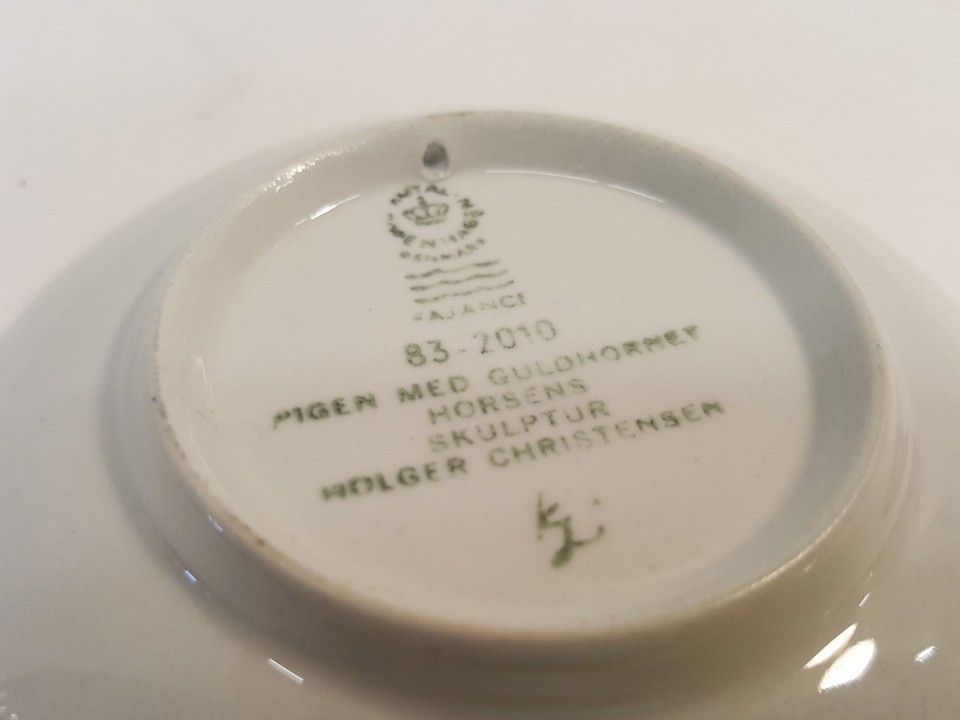 ROYAL
COPENHAGEN
DENMARK
FAJANCE
83-2010
PIGEN MED GULDHORNET
HORSENS
SKULPTUR
HOLGER CHRISTENSEN